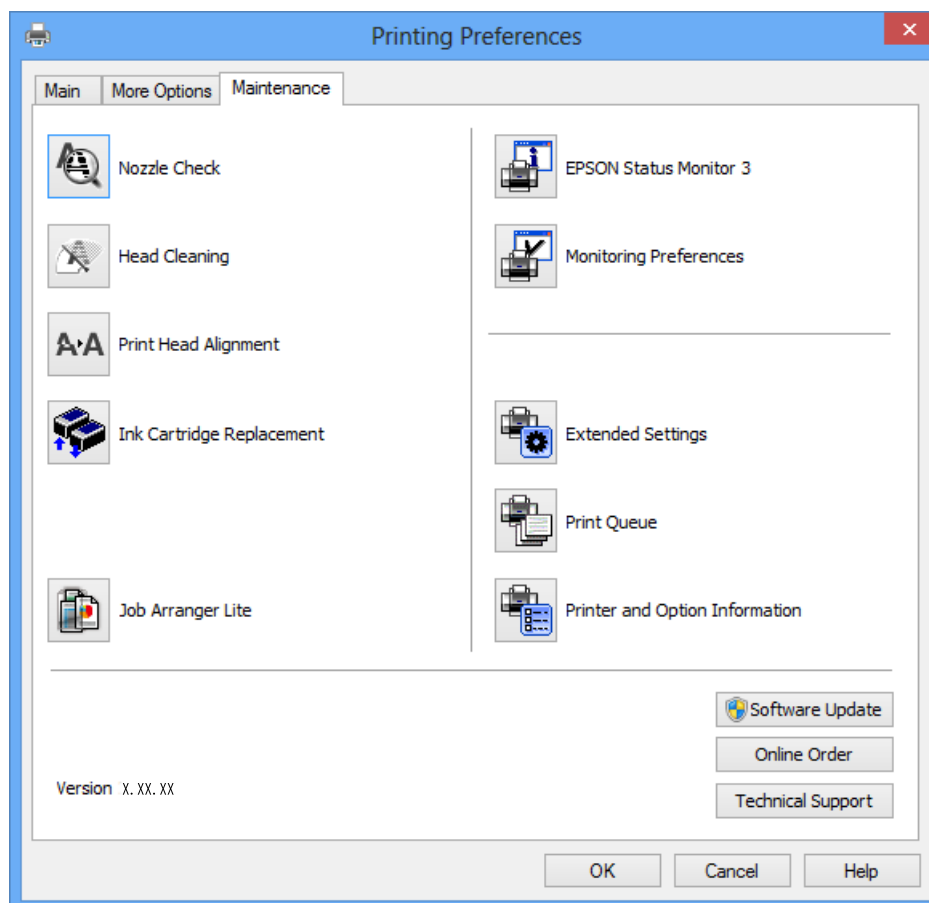 Printing Preferences
Main
More Options
Maintenance
Nozzle Check
Head Cleaning
Print Head Alignment
Ink Cartridge Replacement
Job Arranger Lite
EPSON Status Monitor 3
Monitoring Preferences
Extended Settings
Print Queue
Printer and Option Information
Version X.XX.XX
Software Update
Online Order
Technical Support
OK
Cancel
Help